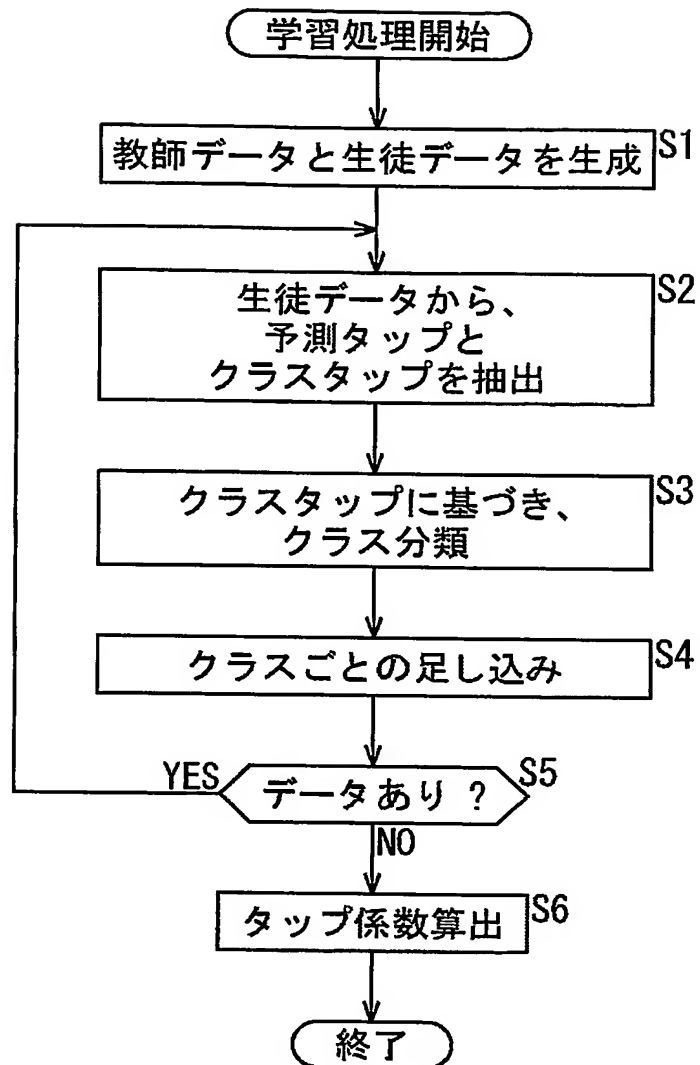 学習処理開始
教師データと生徒データを生成
S1
生徒データから、
予測タップと
クラスタップを抽出
S2
クラスタップに基づき、
クラス分類
S3
クラスごとの足し込み
S4
YES
データあり ?
S5
NO
タップ係数算出
S6
終了